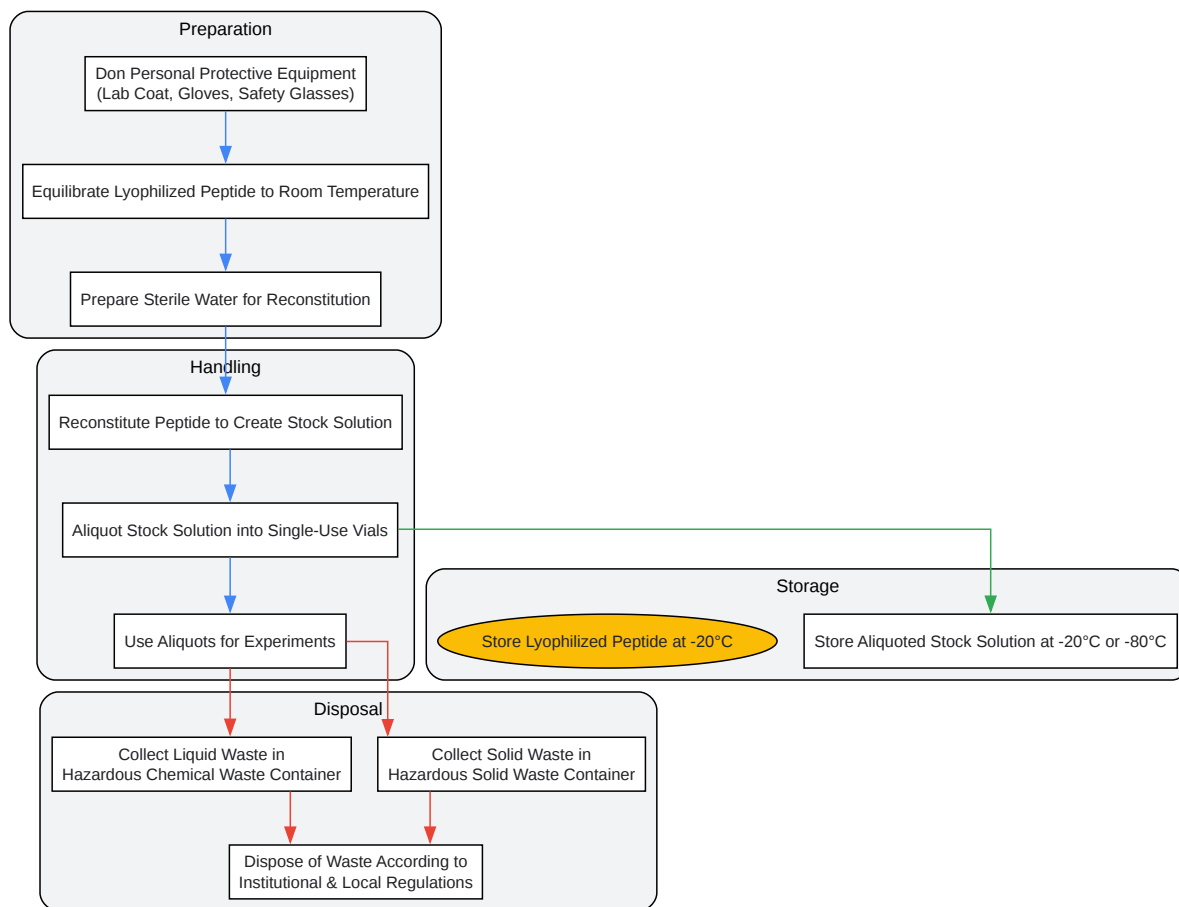 Preparation
Don Personal Protective Equipment
(Lab Coat, Gloves, Safety Glasses)
Equilibrate Lyophilized Peptide to Room Temperature
Prepare Sterile Water for Reconstitution
Handling
Reconstitute Peptide to Create Stock Solution
Aliquot Stock Solution into Single-Use Vials
Use Aliquots for Experiments
Storage
Store Lyophilized Peptide at -20°C
Store Aliquoted Stock Solution at -20°C or -80°C
Disposal
Collect Liquid Waste in
Hazardous Chemical Waste Container
Collect Solid Waste in
Hazardous Solid Waste Container
Dispose of Waste According to
Institutional & Local Regulations